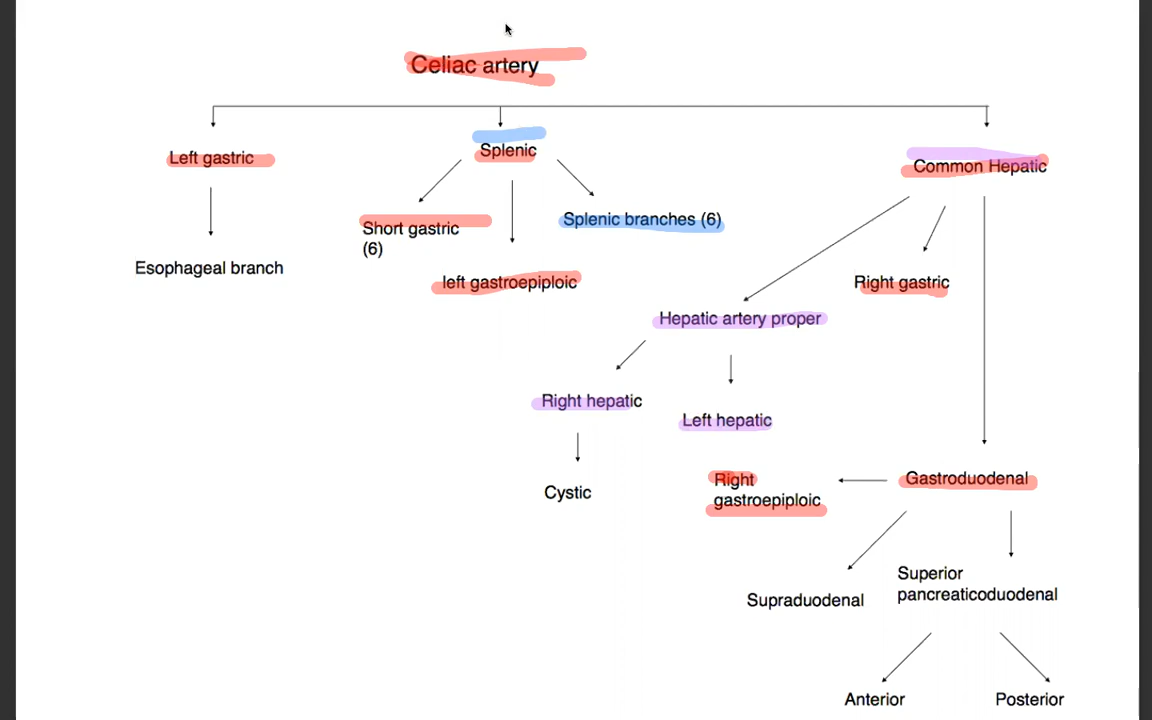 Celiac artery
Left gastric
Splenic
Common Hepatic
Short gastric
(6)
Splenic branches (6)
Esophageal branch
left gastroepiploic
Right gastric
Hepatic artery proper
Right hepatic
Left hepatic
Cystic
Right
gastroepiploic
Gastroduodenal
Supraduodenal
Superior
pancreaticoduodenal
Anterior
Posterior